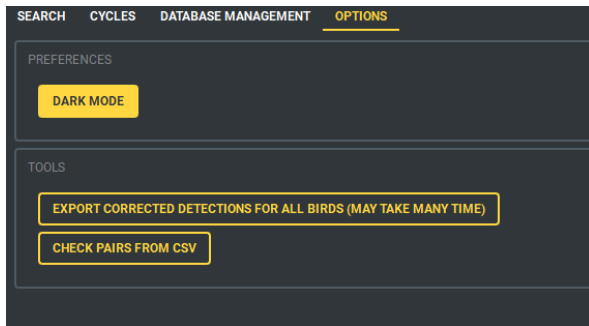 SEARCH CYCLES DATABASE MANAGEMENT OPTIONS
PREFERENCES
DARK MODE
TOOLS
EXPORT CORRECTED DETECTIONS FOR ALL BIRDS (MAY TAKE MANY TIME)
CHECK PAIRS FROM CSV